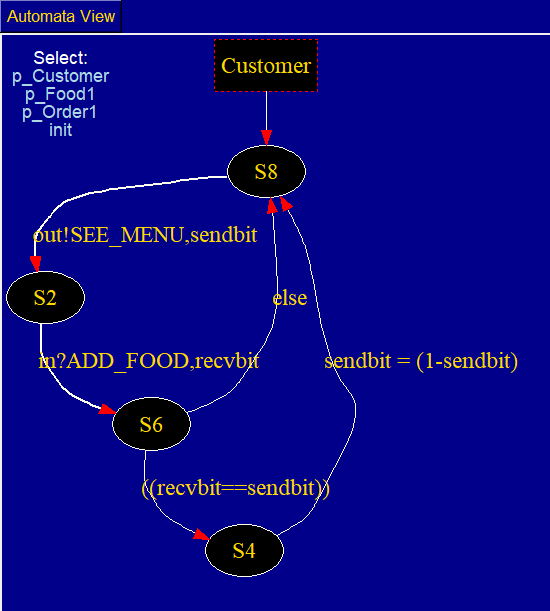 Automata View
Select:
p_Customer
p_Food1
p_Order1
init
Customer
S8
out!SEE_MENU,sendbit
S2
else
in?ADD_FOOD,recvbit
sendbit = (1-sendbit)
S6
((recvbit==sendbit))
S4